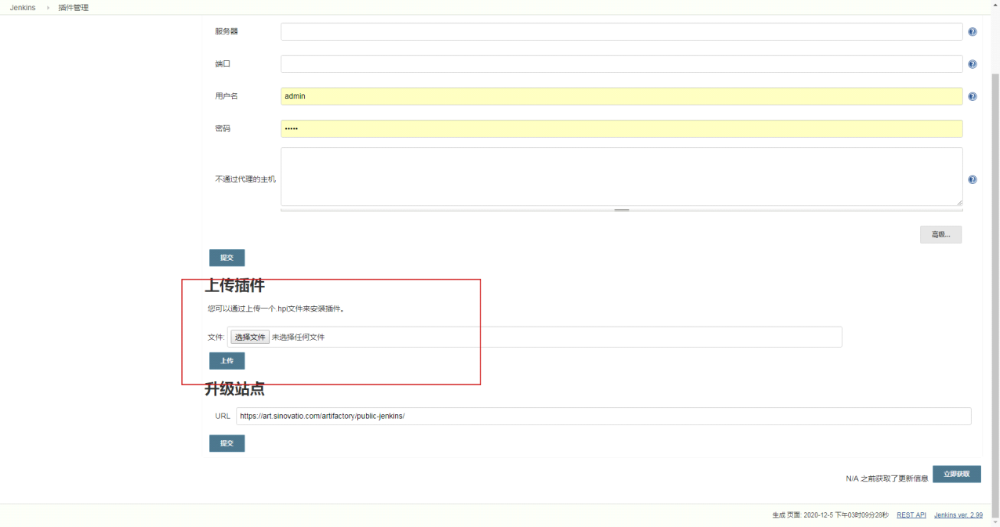 Jenkins 插件管理
服务器
端口
用户名 admin
密码 •••••
不通过代理的主机
高级...
提交
上传插件
您可以通过上传一个.hpi文件来安装插件。
文件: 选择文件 未选择任何文件
上传
升级站点
URL https://art.sinovatio.com/artifactory/public-jenkins/
提交
N/A 之前获取了更新信息 立即获取
生成 页面: 2020-12-5 下午03时09分28秒 REST API Jenkins ver. 2.99